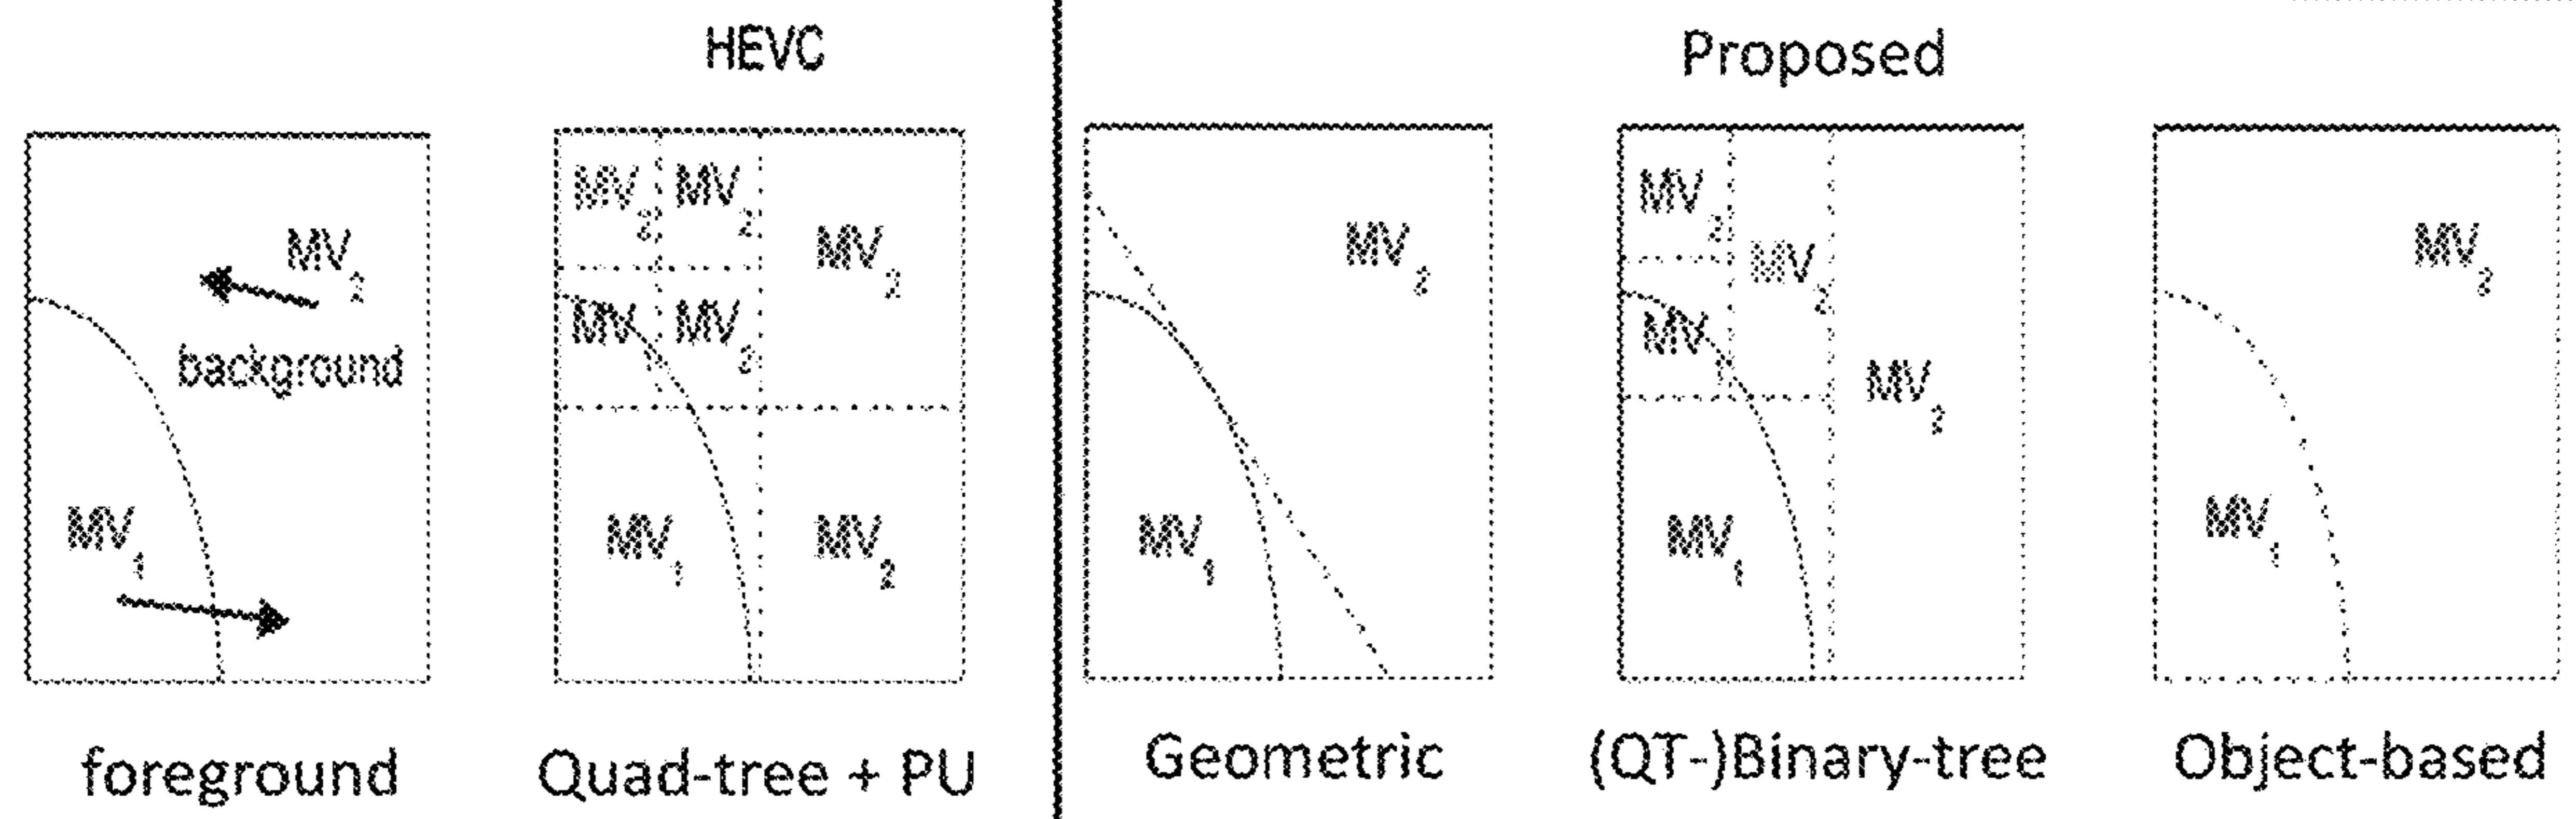 HEVC
Proposed
MV2
background
MV1
foreground
MV2 MV2
MV2
MV1 MV2
MV1
MV2
Quad-tree + PU
MV2
MV1
Geometric
MV2
MV2
MV1
MV2
MV1
(QT-)Binary-tree
MV2
MV1
Object-based